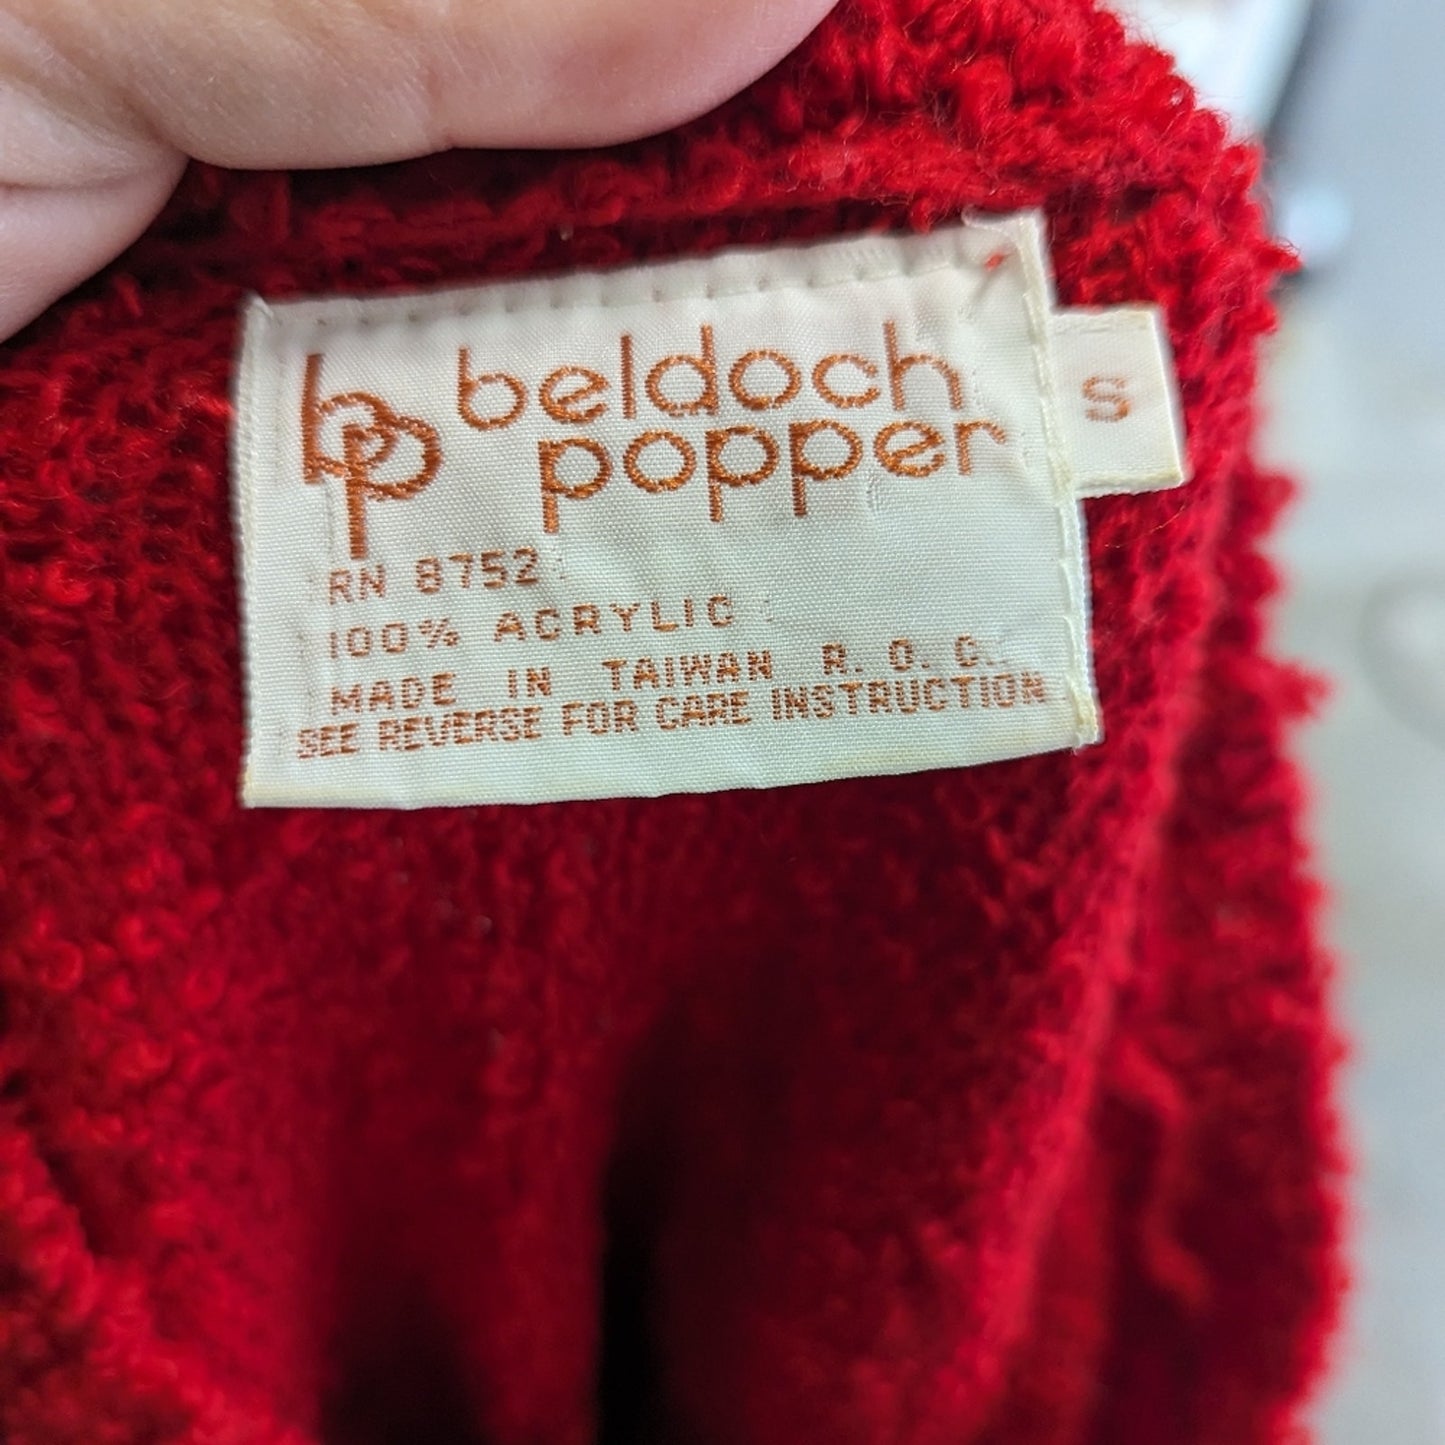 bp beldoch
popper
S
RN 8752
100% ACRYLIC
MADE IN TAIWAN R. O. C.
SEE REVERSE FOR CARE INSTRUCTION